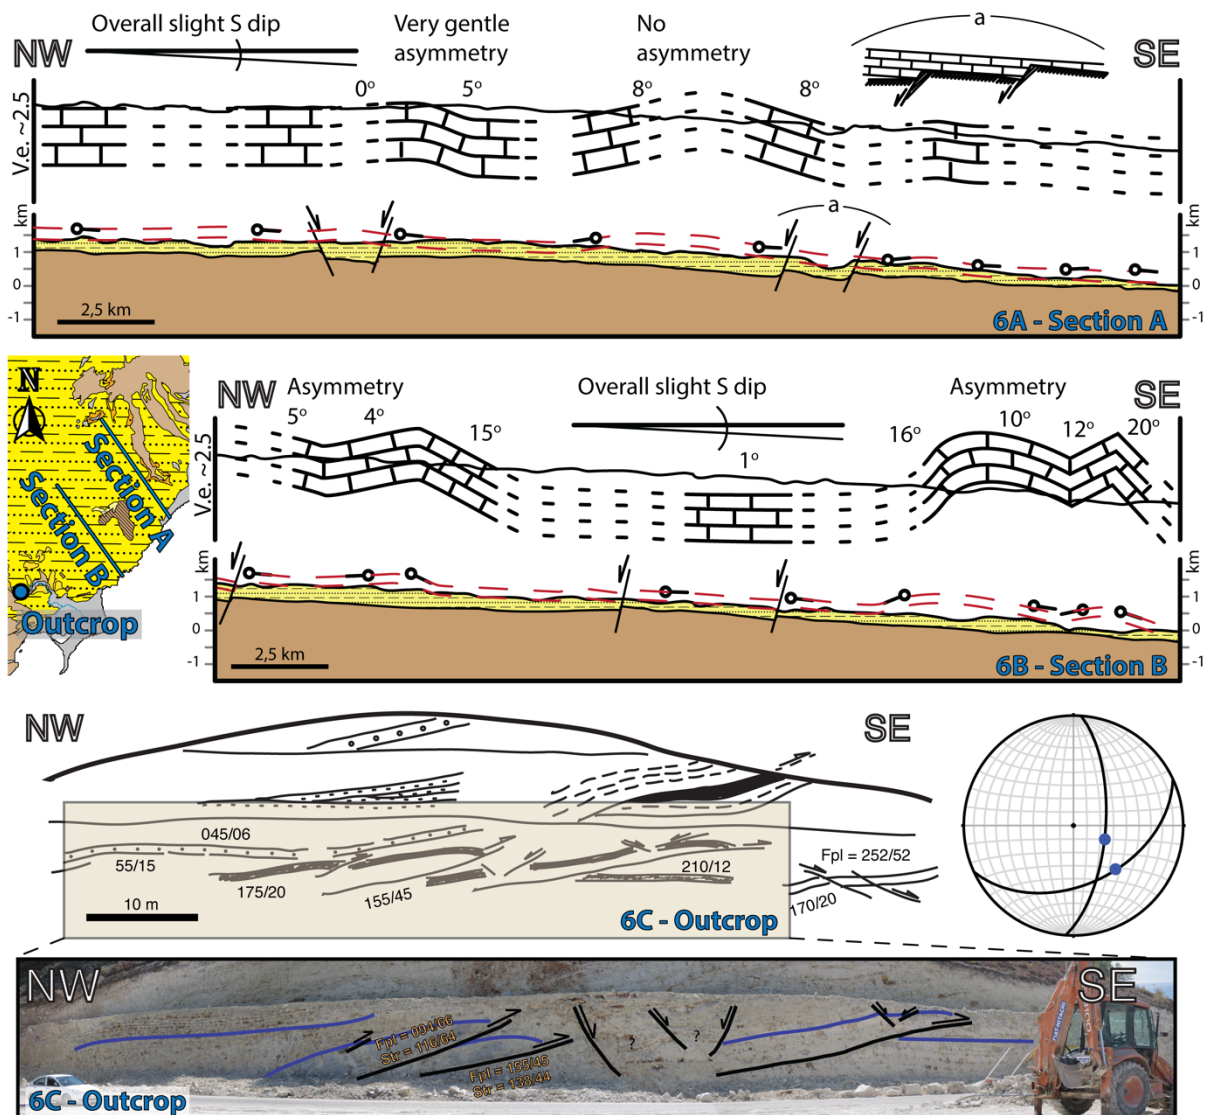 Overall slight S dip
Very gentle
asymmetry
No
asymmetry
a
NW
SE
0°
5°
8°
8°
V.e. ~2.5
km
1
0
-1
a
km
1
0
-1
2,5 km
6A - Section A
N
Section A
Section B
Outcrop
NW
Asymmetry
Overall slight S dip
Asymmetry
SE
5°
4°
15°
1°
16°
10°
12°
20°
V.e. ~2.5
km
1
0
-1
km
1
0
-1
2,5 km
6B - Section B
NW
SE
045/06
55/15
175/20
155/45
210/12
Fpl = 252/52
170/20
10 m
6C - Outcrop
NW
SE
Fpl = 094/66
Str = 116/64
Fpl = 155/45
Str = 138/44
?
?
FIAT-HITACHI
6C - Outcrop